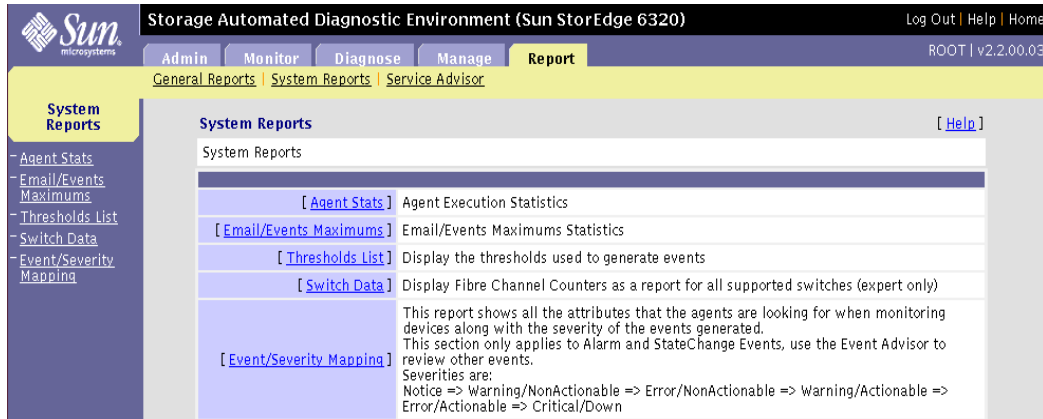 Sun
microsystems
Storage Automated Diagnostic Environment (Sun StorEdge 6320)
Log Out | Help | Home
Admin
Monitor
Diagnose
Manage
Report
ROOT | v2.2.00.03
General Reports | System Reports | Service Advisor
System
Reports
Agent Stats
Email/Events
Maximums
Thresholds List
Switch Data
Event/Severity
Mapping
System Reports
[ Help ]
System Reports
[ Agent Stats ] Agent Execution Statistics
[ Email/Events Maximums ] Email/Events Maximums Statistics
[ Thresholds List ] Display the thresholds used to generate events
[ Switch Data ] Display Fibre Channel Counters as a report for all supported switches (expert only)
[ Event/Severity Mapping ]
This report shows all the attributes that the agents are looking for when monitoring
devices along with the severity of the events generated.
This section only applies to Alarm and StateChange Events, use the Event Advisor to
review other events.
Severities are:
Notice => Warning/NonActionable => Error/NonActionable => Warning/Actionable =>
Error/Actionable => Critical/Down